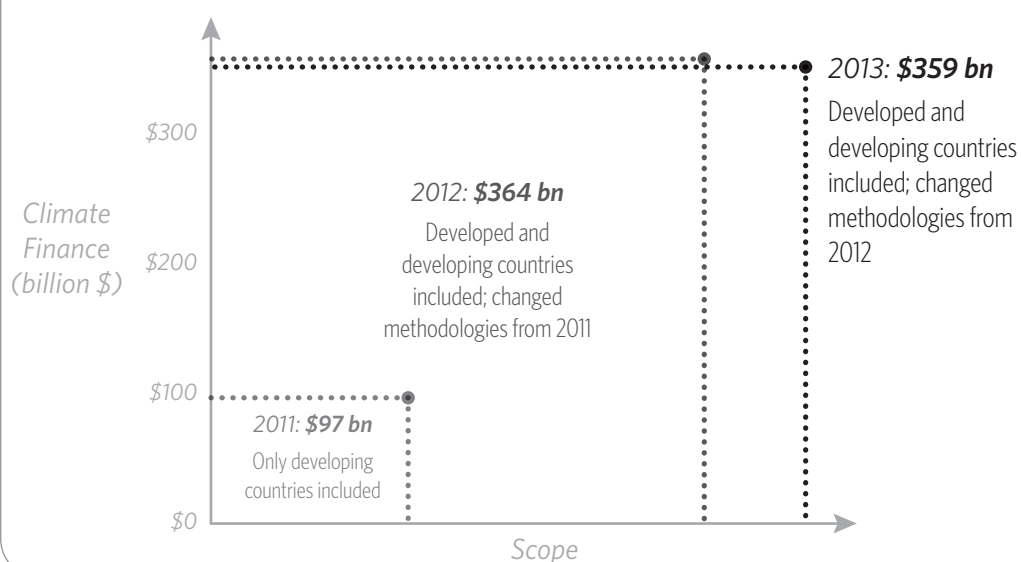 $300
$200
$100
$0
Climate
Finance
(billion $)
2011: $97 bn
Only developing
countries included
2012: $364 bn
Developed and
developing countries
included; changed
methodologies from 2011
2013: $359 bn
Developed and
developing countries
included; changed
methodologies from
2012
Scope